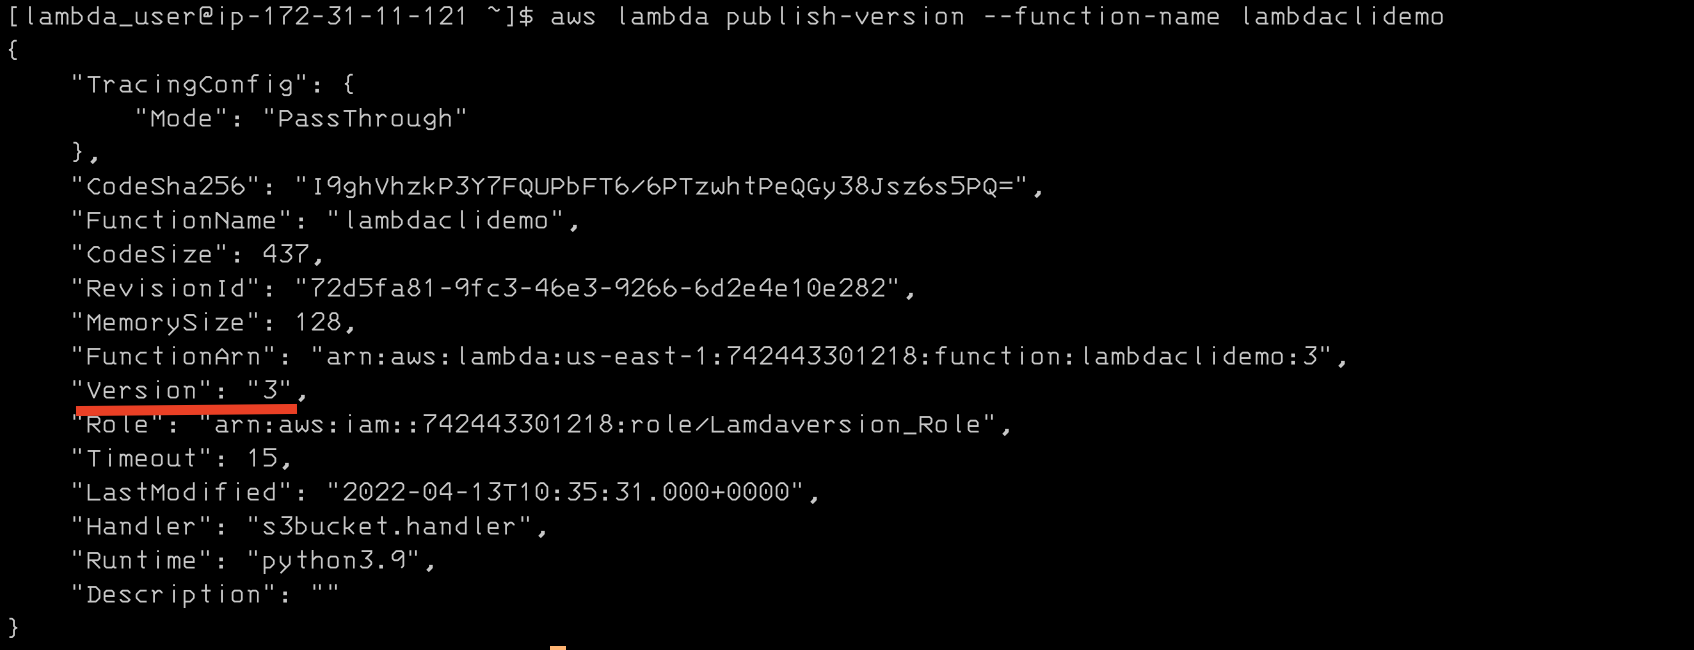 [lambda_user@ip-172-31-11-121 ~]$ aws lambda publish-version --function-name lambdaclidemo
{
    "TracingConfig": {
        "Mode": "PassThrough"
    },
    "CodeSha256": "I9ghVhzkP3Y7FQUPbFT6/6PTzwhtPeQGy38Jsz6s5PQ=",
    "FunctionName": "lambdaclidemo",
    "CodeSize": 437,
    "RevisionId": "72d5fa81-9fc3-46e3-9266-6d2e4e10e282",
    "MemorySize": 128,
    "FunctionArn": "arn:aws:lambda:us-east-1:742443301218:function:lambdaclidemo:3",
    "Version": "3",
    "Role": "arn:aws:iam::742443301218:role/Lamdaversion_Role",
    "Timeout": 15,
    "LastModified": "2022-04-13T10:35:31.000+0000",
    "Handler": "s3bucket.handler",
    "Runtime": "python3.9",
    "Description": ""
}